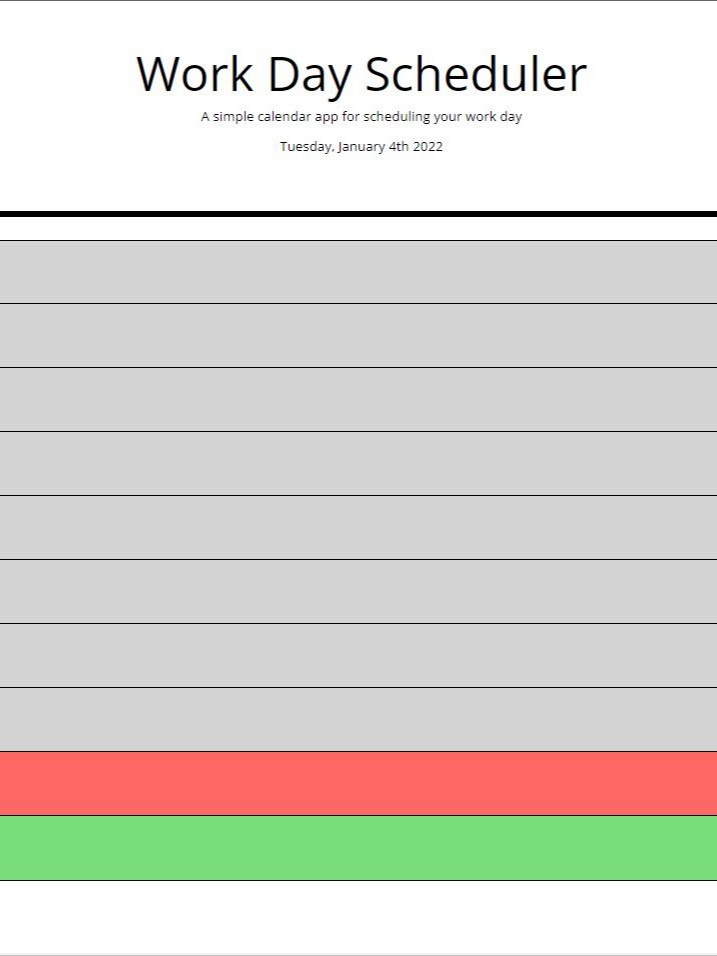 Work Day Scheduler
A simple calendar app for scheduling your work day
Tuesday, January 4th 2022